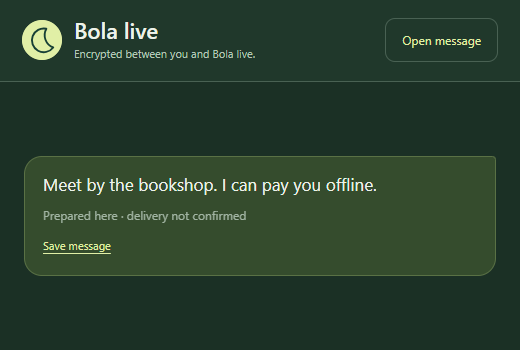 Bola live
Encrypted between you and Bola live.
Open message
Meet by the bookshop. I can pay you offline.
Prepared here · delivery not confirmed
Save message